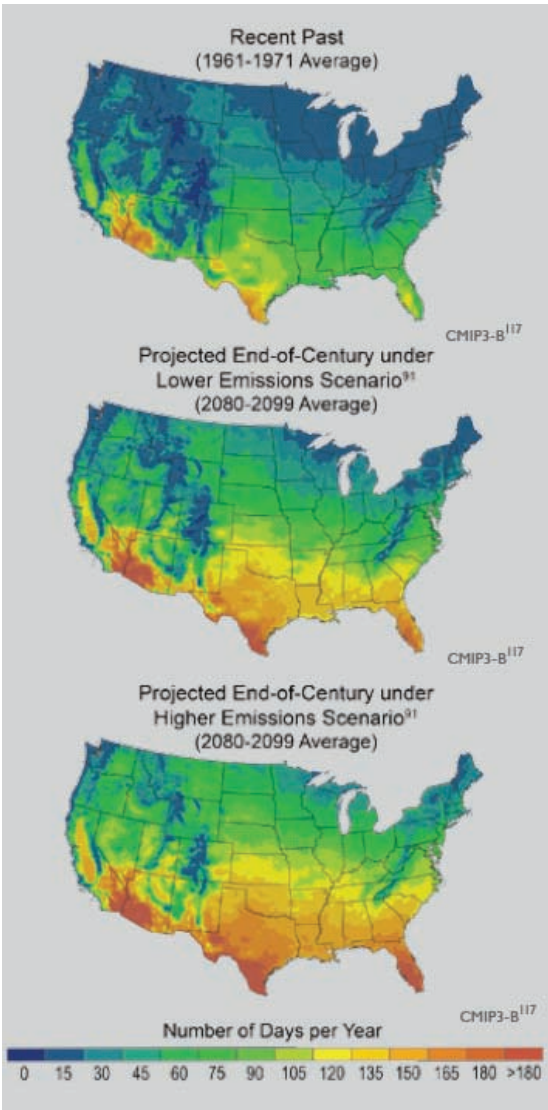 Recent Past
(1961-1971 Average)
CMIP3-B117
Projected End-of-Century under
Lower Emissions Scenario91
(2080-2099 Average)
CMIP3-B117
Projected End-of-Century under
Higher Emissions Scenario91
(2080-2099 Average)
CMIP3-B117
Number of Days per Year
0 15 30 45 60 75 90 105 120 135 150 165 180 >180